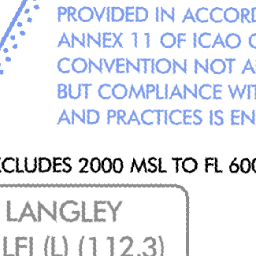 PROVIDED IN ACCORD
ANNEX 11 OF ICAO C
CONVENTION NOT A
BUT COMPLIANCE WIT
AND PRACTICES IS EN
XCLUDES 2000 MSL TO FL 600
LANGLEY
LFI (L) (112.3)